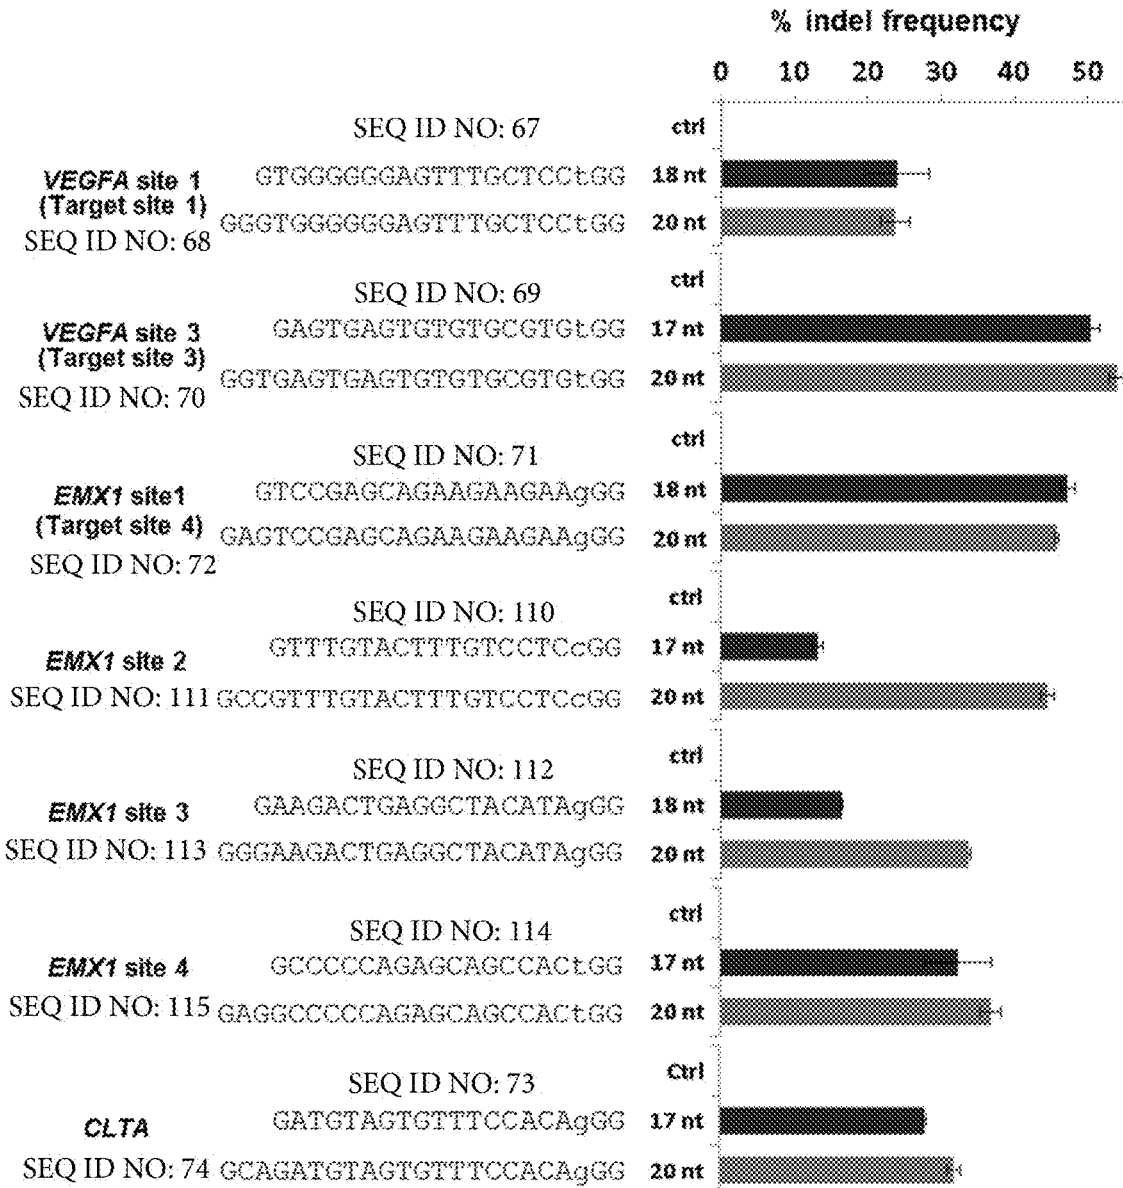 % indel frequency
0 10 20 30 40 50
SEQ ID NO: 67 ctrl
VEGFA site 1 GTGGGGGGAGTTTGCTCCtGG 18 nt
(Target site 1) GGGTGGGGGGAGTTTGCTCCtGG 20 nt
SEQ ID NO: 68
SEQ ID NO: 69 ctrl
VEGFA site 3 GAGTGAGTGTGTGCGTGtGG 17 nt
(Target site 3) GGTGAGTGAGTGTGTGCGTGtGG 20 nt
SEQ ID NO: 70
SEQ ID NO: 71 ctrl
EMX1 site1 GTCCGAGCAGAAGAAGAAgGG 18 nt
(Target site 4) GAGTCCGAGCAGAAGAAGAAgGG 20 nt
SEQ ID NO: 72
SEQ ID NO: 110 ctrl
EMX1 site 2 GTTTGTACTTTGTCCTCcGG 17 nt
SEQ ID NO: 111 GCCGTTTGTACTTTGTCCTCcGG 20 nt
SEQ ID NO: 112 ctrl
EMX1 site 3 GAAGACTGAGGCTACATAgGG 18 nt
SEQ ID NO: 113 GGGAAGACTGAGGCTACATAgGG 20 nt
SEQ ID NO: 114 ctrl
EMX1 site 4 GCCCCCAGAGCAGCCACtGG 17 nt
SEQ ID NO: 115 GAGGCCCCCAGAGCAGCCACtGG 20 nt
SEQ ID NO: 73 Ctrl
CLTA GATGTAGTGTTTCCACAgGG 17 nt
SEQ ID NO: 74 GCAGATGTAGTGTTTCCACAgGG 20 nt